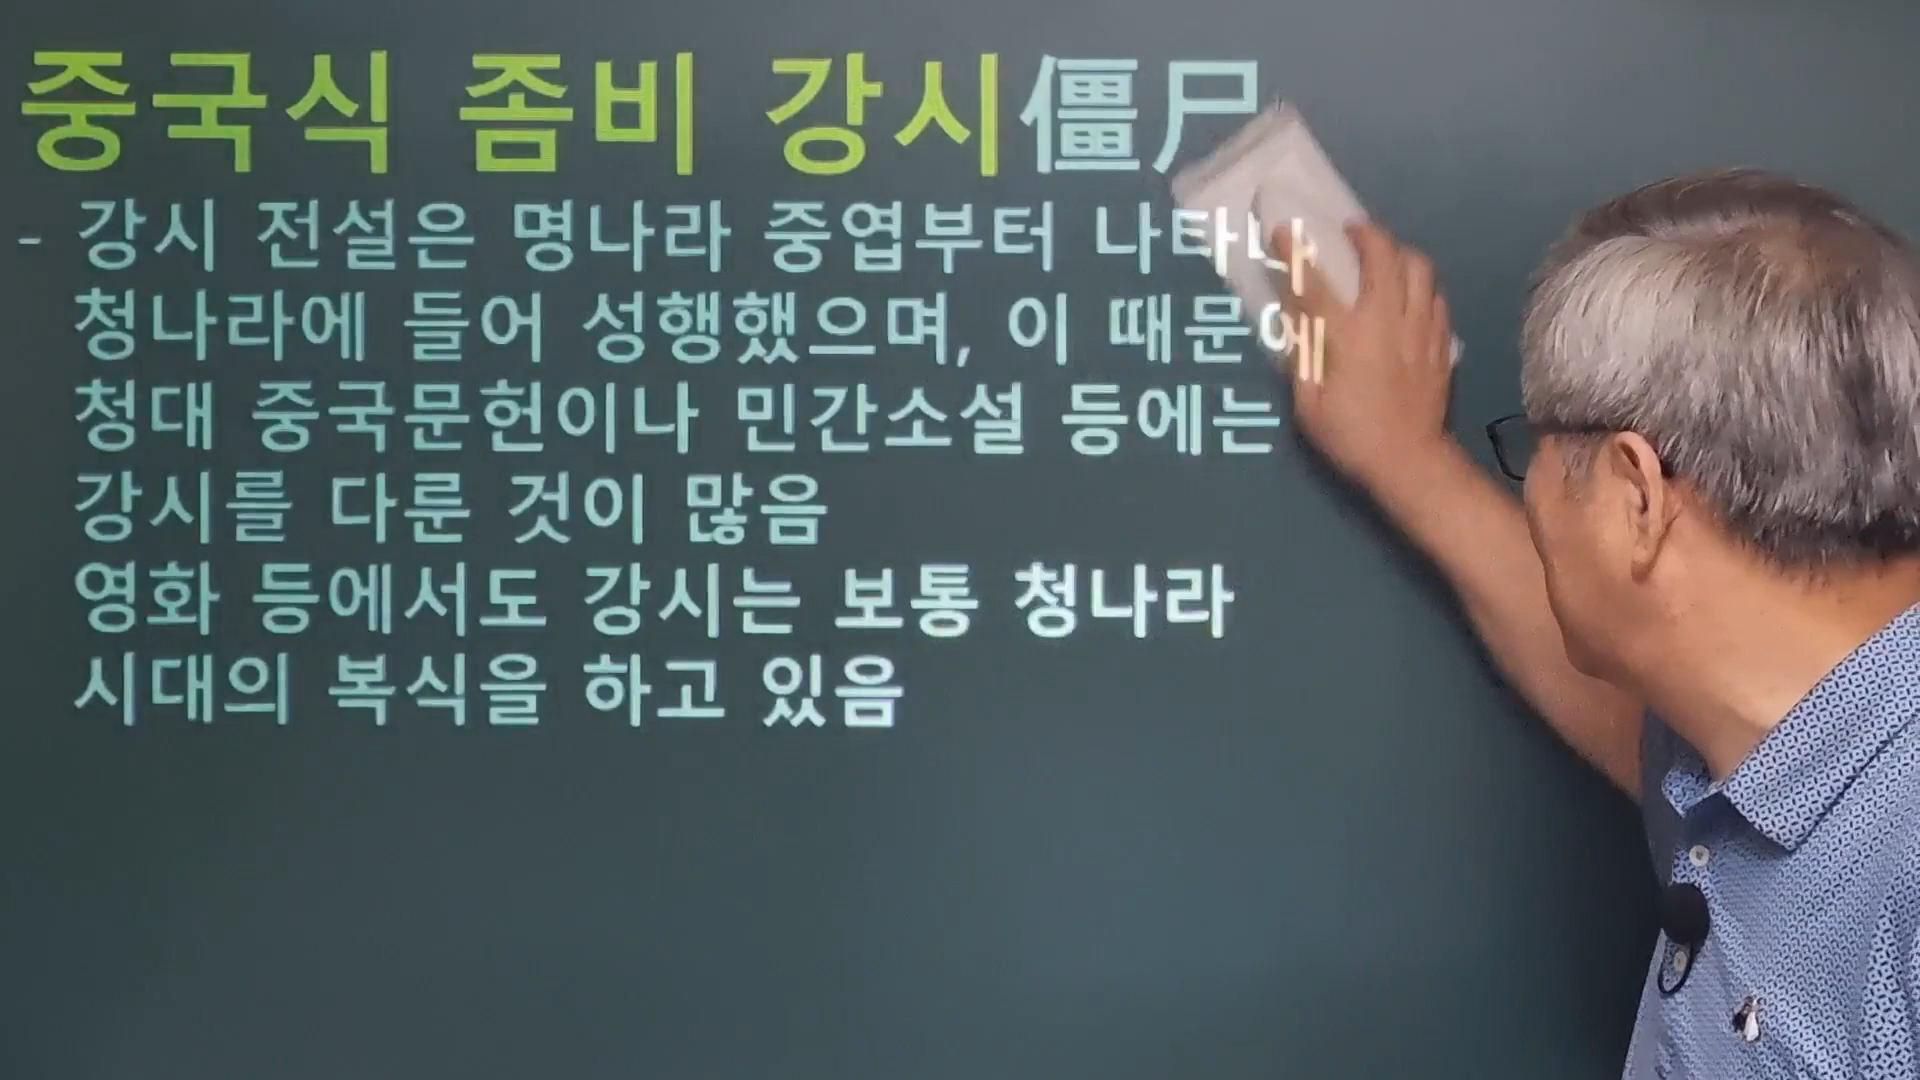 중국식 좀비 강시僵尸
- 강시 전설은 명나라 중엽부터 나타나
청나라에 들어 성행했으며, 이 때문에
청대 중국문헌이나 민간소설 등에는
강시를 다룬 것이 많음
영화 등에서도 강시는 보통 청나라
시대의 복식을 하고 있음